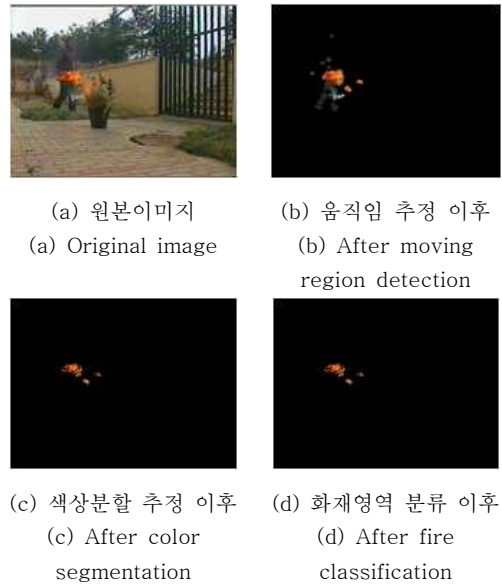 (a) 원본이미지
(a) Original image
(b) 움직임 추정 이후
(b) After moving
region detection
(c) 색상분할 추정 이후
(c) After color
segmentation
(d) 화재영역 분류 이후
(d) After fire
classification